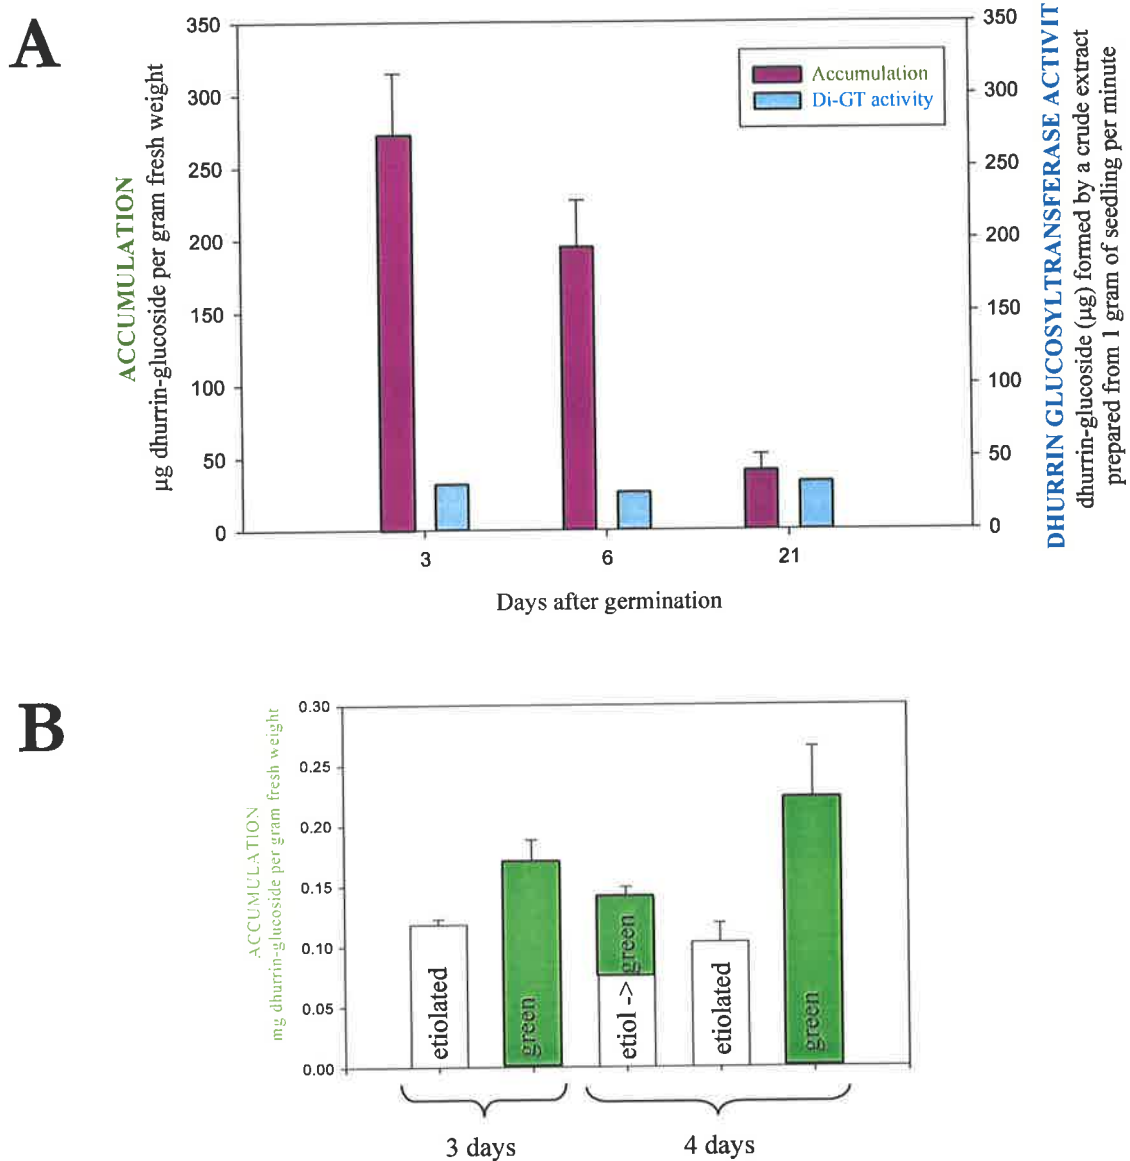 A
350
300
250
200
150
100
50
0
ACCUMULATION
µg dhurrin-glucoside per gram fresh weight
Accumulation
Di-GT activity
350
300
250
200
150
100
50
0
DHURRIN GLUCOSYLTRANSFERASE ACTIVIT
dhurrin-glucoside (µg) formed by a crude extract
prepared from 1 gram of seedling per minute
3
6
21
Days after germination
B
0.30
0.25
0.20
0.15
0.10
0.05
0.00
ACCUMULATION
mg dhurrin-glucoside per gram fresh weight
etiolated
green
etiol -> green
etiolated
green
3 days
4 days